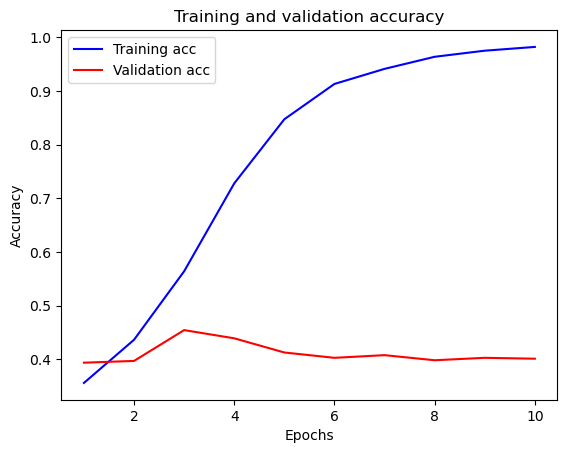 Training and validation accuracy
1.0
Training acc
Validation acc
0.9
0.8
0.7
0.6
0.5
0.4
Accuracy
2 4 6 8 10
Epochs